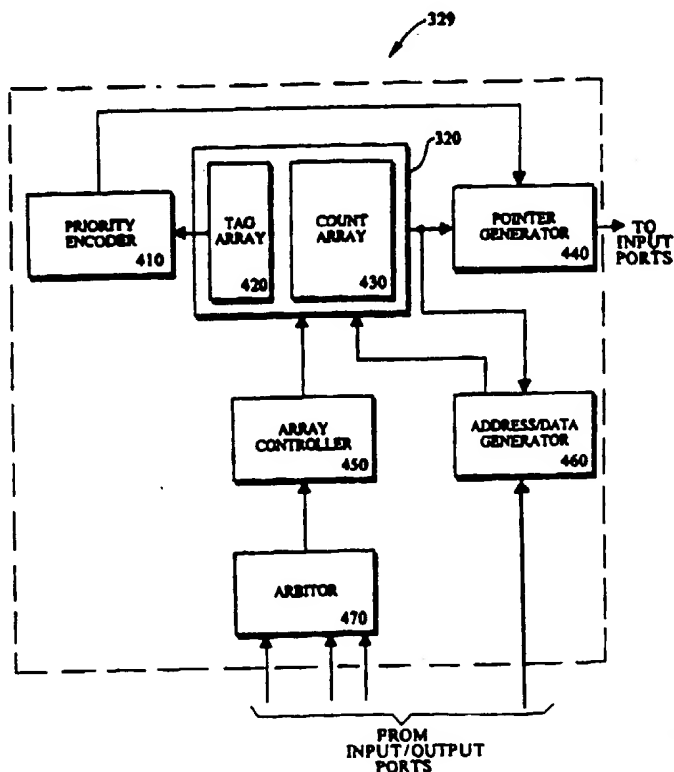 329
320
PRIORITY
ENCODER
410
TAG
ARRAY
420
COUNT
ARRAY
430
POINTER
GENERATOR
440
TO
INPUT
PORTS
ARRAY
CONTROLLER
450
ADDRESS/DATA
GENERATOR
460
ARBITOR
470
FROM
INPUT/OUTPUT
PORTS